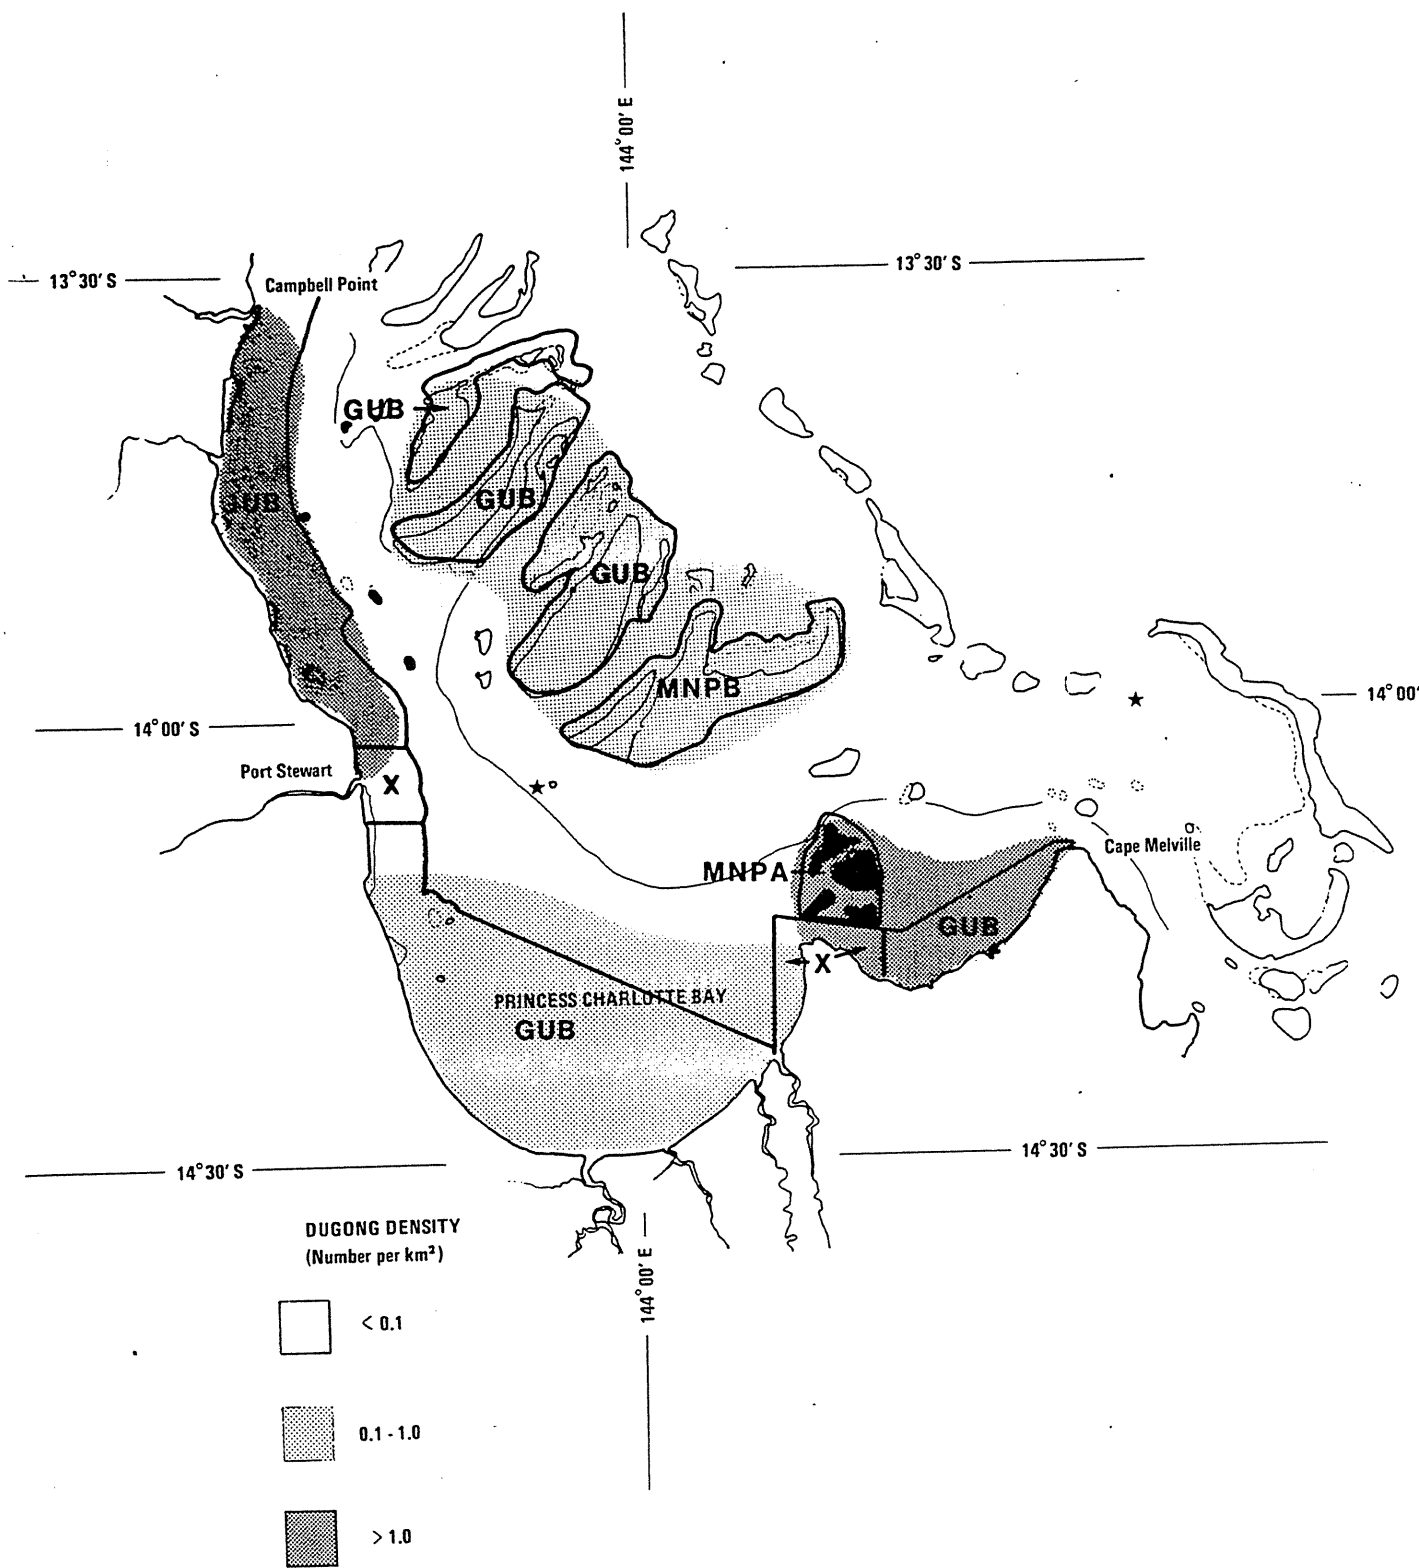 144°00' E
13°30' S
13°30' S
Campbell Point
GUB
GUB
GUB
GUB
MNPB
14°00'
14°00' S
Port Stewart
X
Cape Melville
MNPA
GUB
X
PRINCESS CHARLOTTE BAY
GUB
14°30' S
14°30' S
144°00' E
DUGONG DENSITY
(Number per km²)
< 0.1
0.1 - 1.0
> 1.0